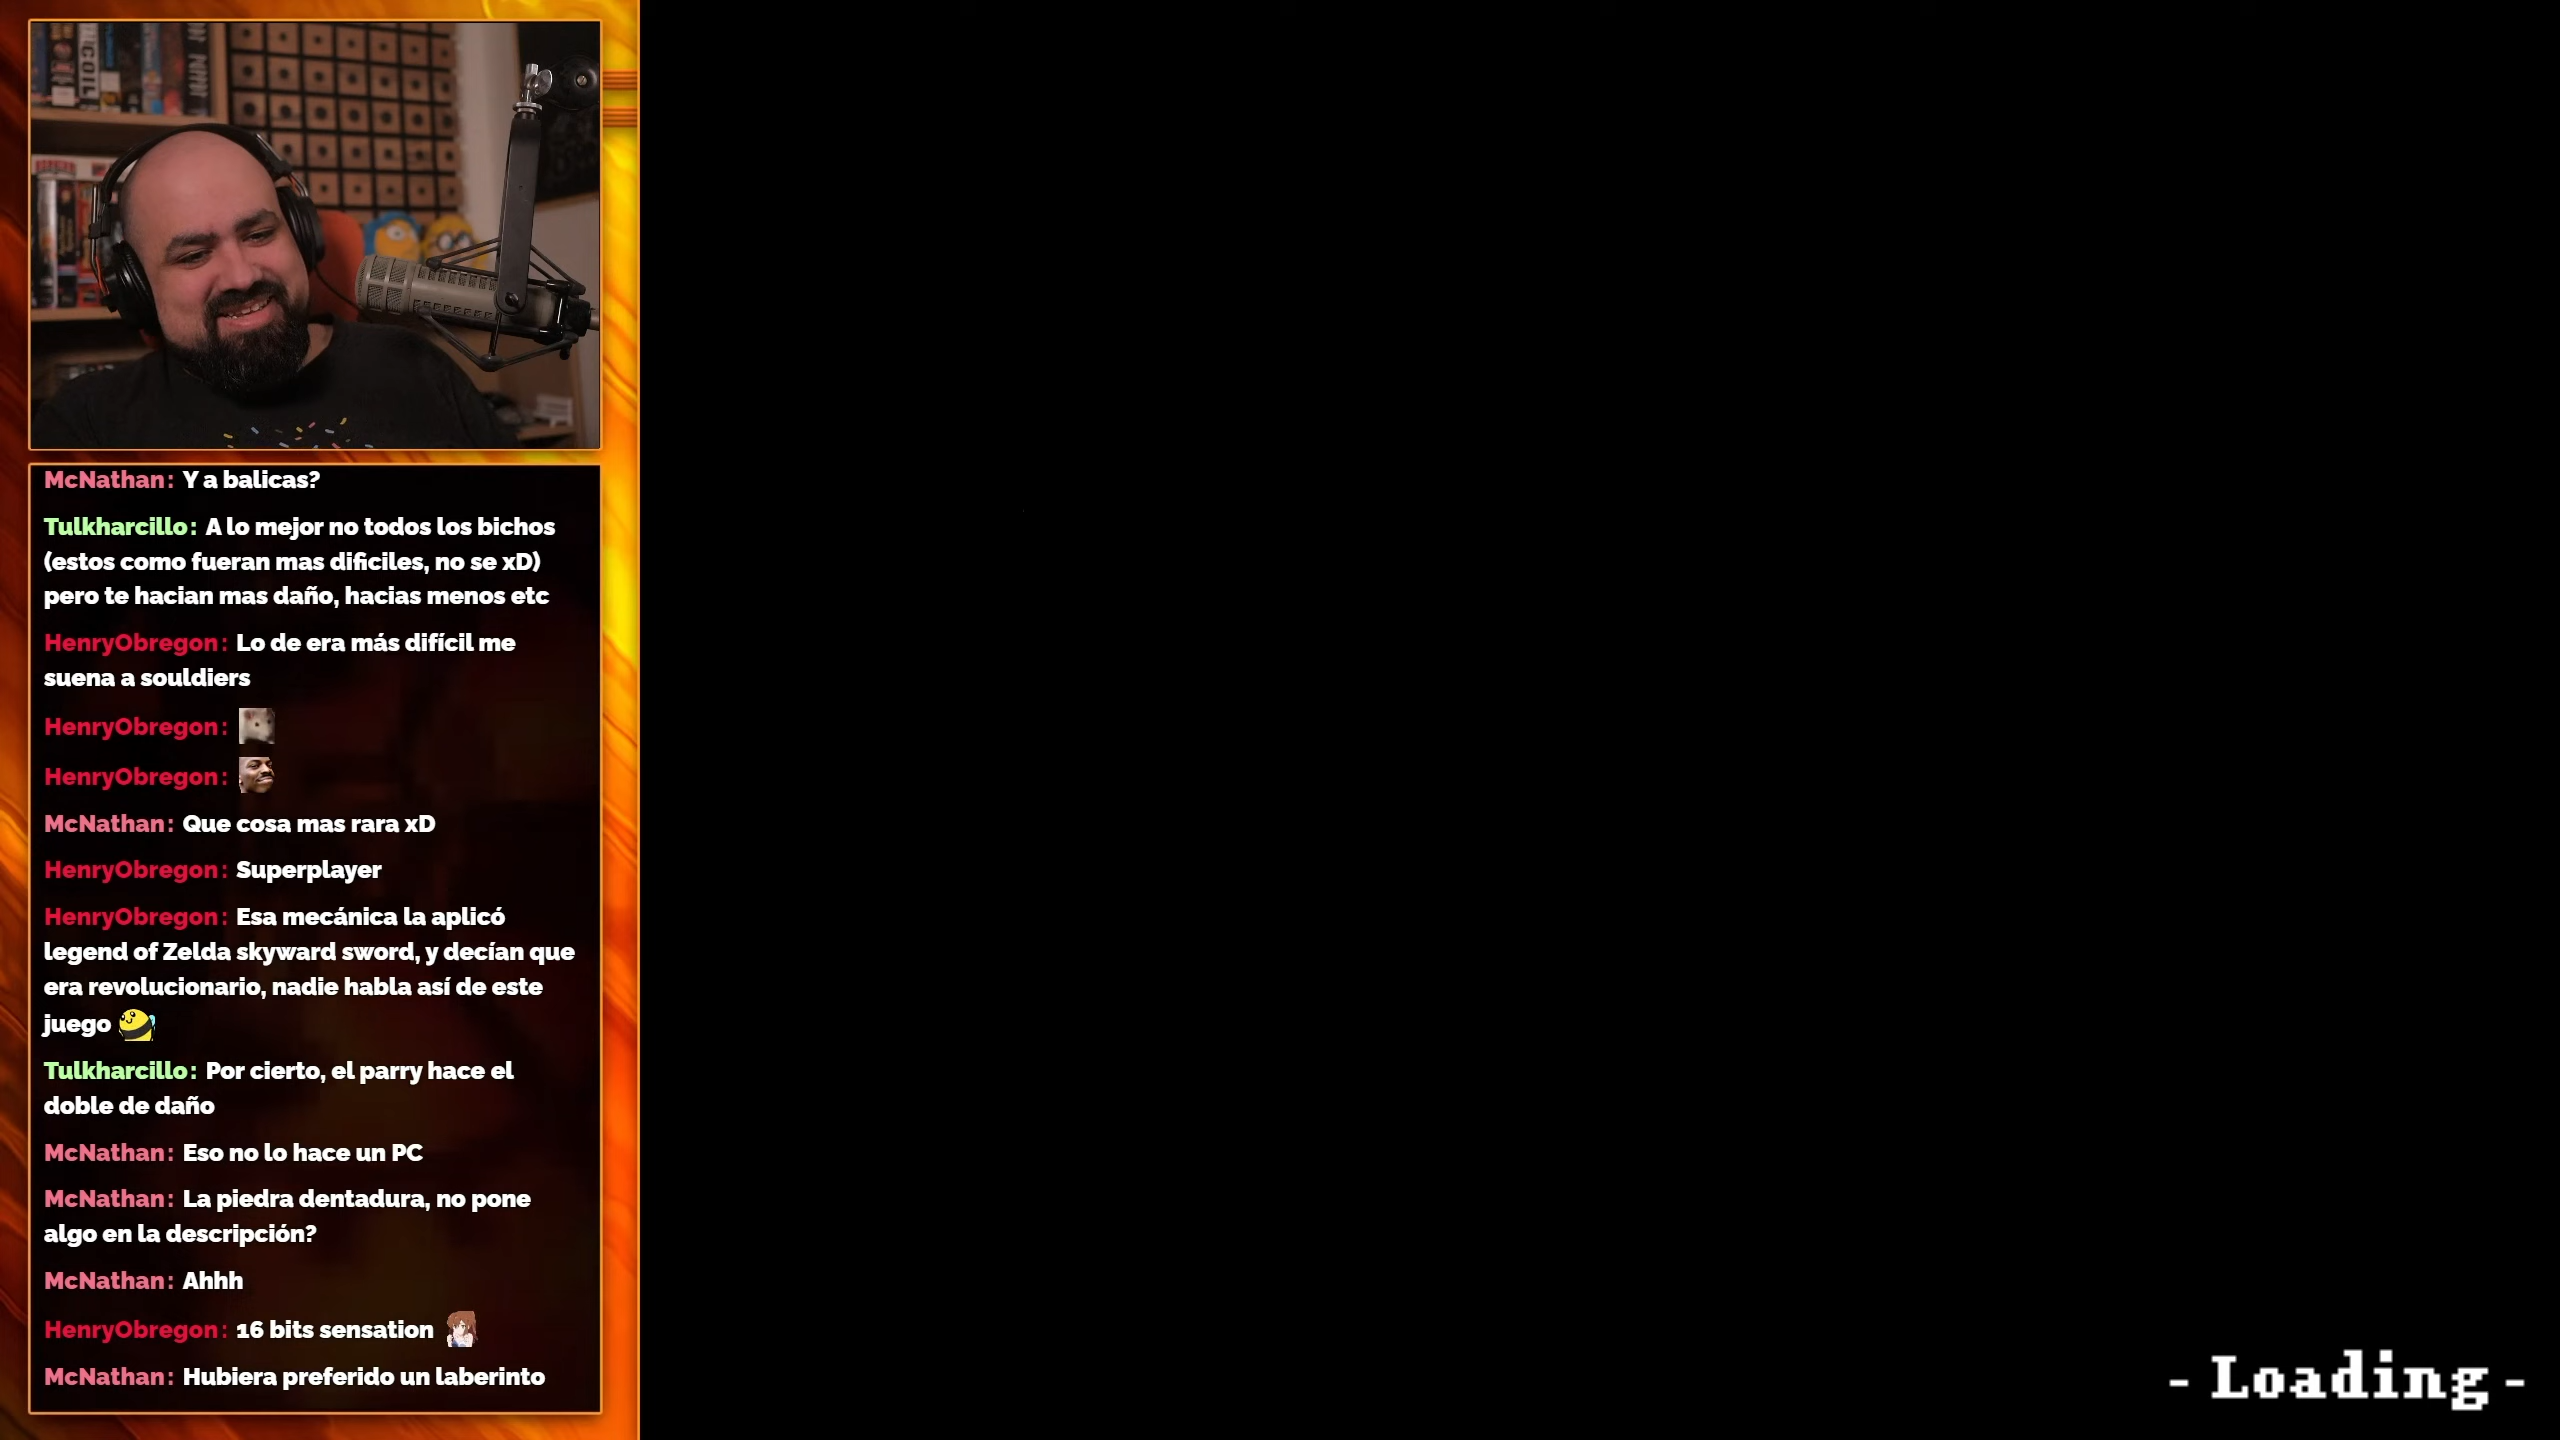 McNathan: Y a balicas?
Tulkharcillo: A lo mejor no todos los bichos
(estos como fueran mas dificiles, no se xD)
pero te hacian mas daño, hacias menos etc
HenryObregon: Lo de era más difícil me
suena a souldiers
HenryObregon:
HenryObregon:
McNathan: Que cosa mas rara xD
HenryObregon: Superplayer
HenryObregon: Esa mecánica la aplicó
legend of Zelda skyward sword, y decían que
era revolucionario, nadie habla así de este
juego
Tulkharcillo: Por cierto, el parry hace el
doble de daño
McNathan: Eso no lo hace un PC
McNathan: La piedra dentadura, no pone
algo en la descripción?
McNathan: Ahhh
HenryObregon: 16 bits sensation
McNathan: Hubiera preferido un laberinto
- Loading -